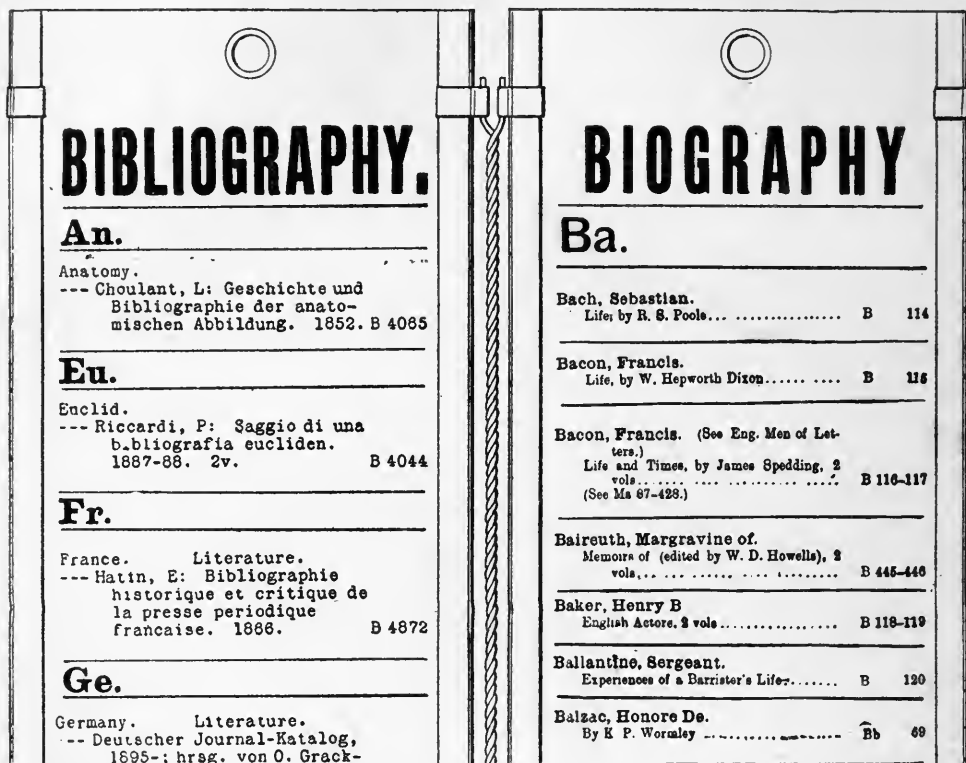 BIBLIOGRAPHY.
An.
Anatomy.
--- Choulant, L: Geschichte und
Bibliographie der anato-
mischen Abbildung. 1852. B 4065
Eu.
Euclid.
--- Riccardi, P: Saggio di una
b.bliografia eucliden.
1887-88. 2v. B 4044
Fr.
France. Literature.
--- Hatin, E: Bibliographie
historique et critique de
la presse periodique
francaise. 1866. B 4872
Ge.
Germany. Literature.
--- Deutscher Journal-Katalog,
1895-; hrsg. von O. Grack-
BIOGRAPHY
Ba.
Bach, Sebastian.
Life; by R. S. Poole... ................ B 114
Bacon, Francis.
Life, by W. Hepworth Dixon...... .... B 115
Bacon, Francis. (See Eng. Men of Let-
ters.)
Life and Times, by James Spedding, 2
vols....... .... .......... ..... B 116-117
(See Ma 87-428.)
Baireuth, Margravine of.
Memoirs of (edited by W. D. Howells), 2
vols,.. ... ...... .... .......... B 445-446
Baker, Henry B
English Actore, 2 vols .................. B 118-119
Ballantine, Sergeant.
Experiences of a Barrister's Life....... B 120
Balzac, Honore De.
By K P. Wormley .................... Bb 69